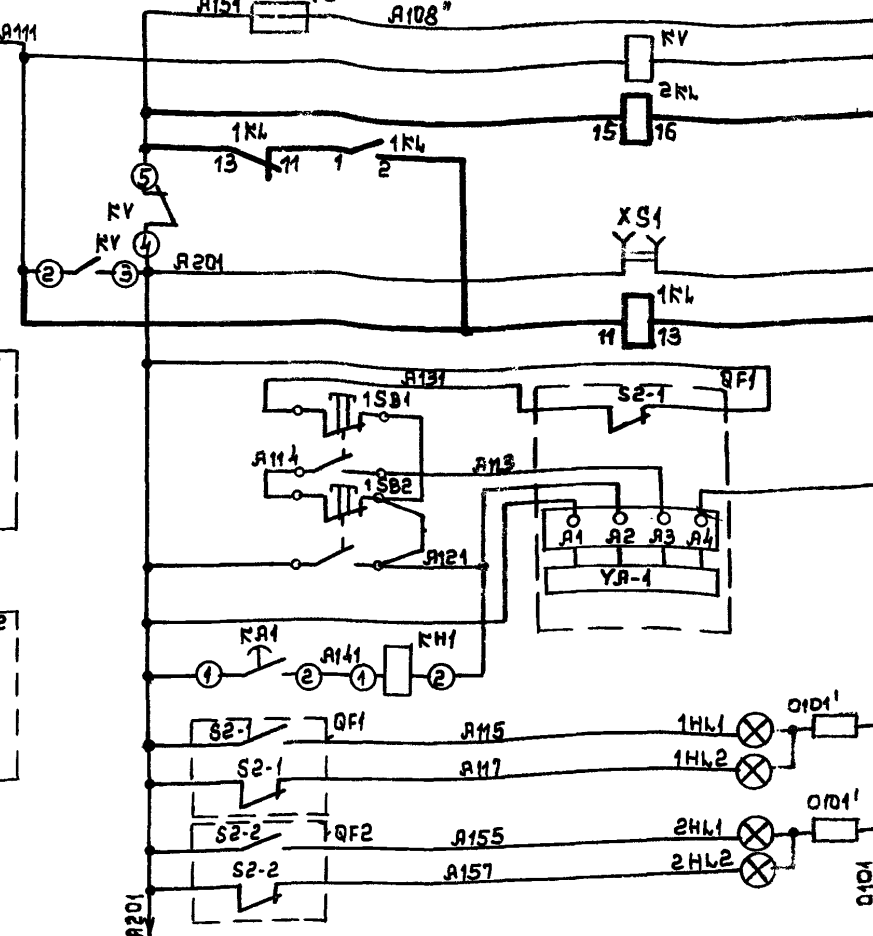 A151
A108"
A111
KV
2KL
15 16
1KL 1KL
13 11 1 2
5
KV
KV 4
2 3 A201
XS1
1KL
11 13
A131 S2-1 QF1
1SB1
A114 A113
1SB2
A1 A2 A3 A4
A121
YA-1
KA1 KH1
1 2 A141 1 2
S2-1 QF1 A115 1HL1 0101'
S2-1 A117 1HL2
S2-2 QF2 A155 2HL1 0101'
S2-2 A157 2HL2
A201 0101